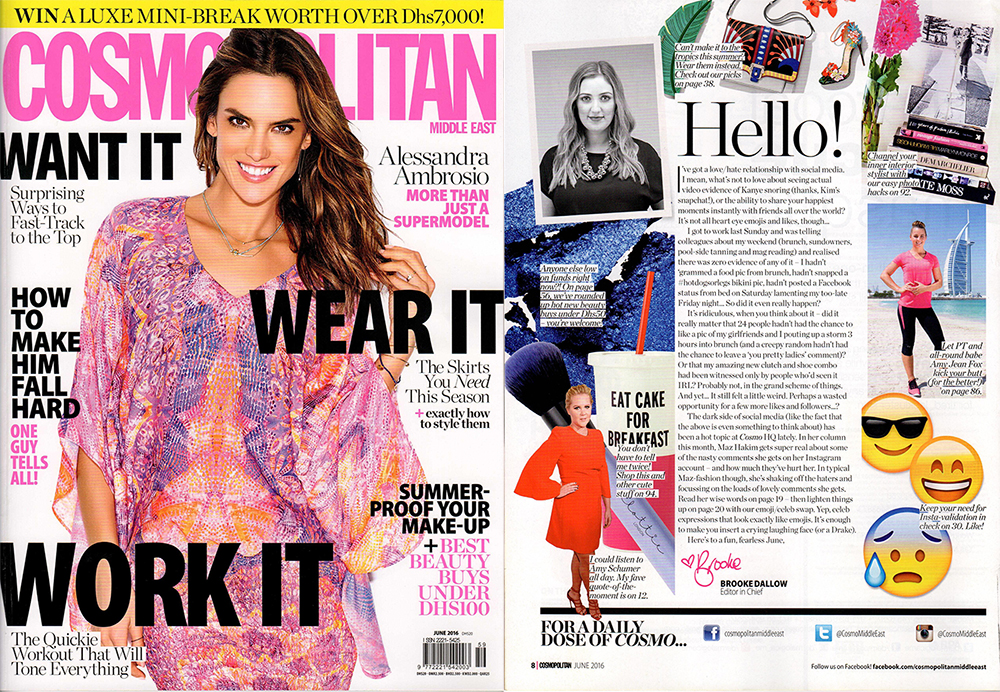 WIN A LUXE MINI-BREAK WORTH OVER Dhs7,000!
COSMOPOLITAN
MIDDLE EAST
WANT IT
Surprising
Ways to
Fast-Track
to the Top
Alessandra
Ambrosio
MORE THAN
JUST A
SUPERMODEL
HOW
TO
MAKE
HIM
FALL
HARD
ONE
GUY
TELLS
ALL!
WEAR IT
The Skirts
You Need
This Season
+ exactly how
to style them
SUMMER-
PROOF YOUR
MAKE-UP
+ BEST
BEAUTY
BUYS
UNDER
DHS100
WORK IT
The Quickie
Workout That Will
Tone Everything
JUNE 2016 DHS20
ISSN 2221-5425
59
9 772221 542003
Can't make it to the
tropics this summer?
Wear them instead.
Check out our picks
on page 38.
Hello!
I've got a love/hate relationship with social media.
I mean, what's not to love about seeing actual
video evidence of Kanye snoring (thanks, Kim's
snapchat!), or the ability to share your happiest
moments instantly with friends all over the world?
It's not all heart eye emojis and likes, though...
I got to work last Sunday and was telling
colleagues about my weekend (brunch, sundowners,
pool-side tanning and mag reading) and realised
there was zero evidence of any of it – I hadn't
'grammed a food pic from brunch, hadn't snapped a
#hotdogsorlegs bikini pic, hadn't posted a Facebook
status from bed on Saturday lamenting my too-late
Friday night... So did it even really happen?
It's ridiculous, when you think about it – did it
really matter that 24 people hadn't had the chance to
like a pic of my girlfriends and I putting up a storm 3
hours into brunch (and a creepy random hadn't had
the chance to leave a 'you pretty ladies' comment)?
Or that my amazing new clutch and shoe combo
had been witnessed only by people who'd seen it
IRL? Probably not, in the grand scheme of things.
And yet... It still felt a little weird. Perhaps a wasted
opportunity for a few more likes and followers...?
The dark side of social media (like the fact that
the above is even something to think about) has
been a hot topic at Cosmo HQ lately. In her column
this month, Maz Hakim gets super real about some
of the nasty comments she gets on her Instagram
account – and how much they've hurt her. In typical
Maz-fashion though, she's shaking off the haters and
focussing on the loads of lovely comments she gets.
Read her wise words on page 19 – then lighten things
up on page 20 with our emoji/celeb swap. Yep, celeb
expressions that look exactly like emojis. It's enough
to make you insert a crying laughing face (or a Drake).
Here's to a fun, fearless June,
Brooke
BROOKE DALLOW
Editor in Chief
Anyone else low
on funds right
now?! On page
56, we've rounded
up hot new beauty
buys under Dhs50
– you're welcome!
EAT CAKE
FOR
BREAKFAST
You don't
have to tell
me twice!
Shop this and
other cute
stuff on 94.
I could listen to
Amy Schumer
all day. My fave
quote-of-the-
moment is on 12.
DEMARCHELIER
KATE MOSS
Channel your
inner interior
stylist with
our easy photo
hacks on 92.
Let PT and
all-round babe
Amy Jean Fox
kick your butt
(for the better!)
on page 86.
Keep your need for
Insta-validation in
check on 30. Like!
FOR A DAILY
DOSE OF COSMO...
cosmopolitanmiddleeast
@CosmoMiddleEast
@CosmoMiddleEast
8 | COSMOPOLITAN JUNE 2016
Follow us on Facebook! facebook.com/cosmopolitanmiddleeast